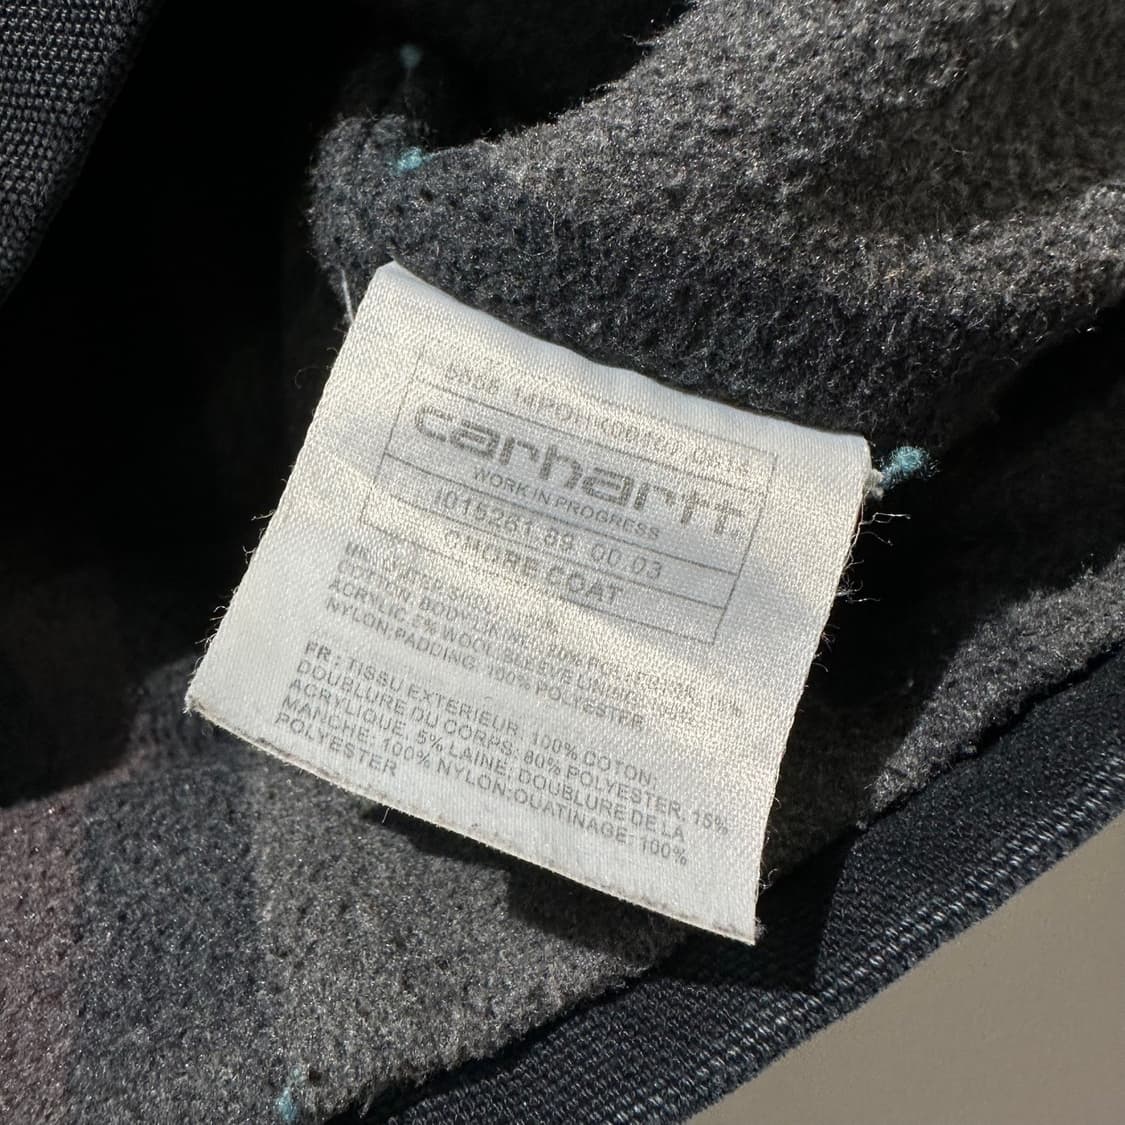 carhartt
WORK IN PROGRESS
I015261.89.00.03
CHORE COAT
COTTON, BODY LINING: POLYESTER, 15%
ACRYLIC, 5% WOOL, SLEEVE LINING: 100%
NYLON;PADDING: 100% POLYESTER
FR : TISSU EXTERIEUR: 100% COTON;
DOUBLURE DU CORPS: 80% POLYESTER, 15%
ACRYLIQUE, 5% LAINE; DOUBLURE DE LA
MANCHE: 100% NYLON;OUATINAGE: 100%
POLYESTER